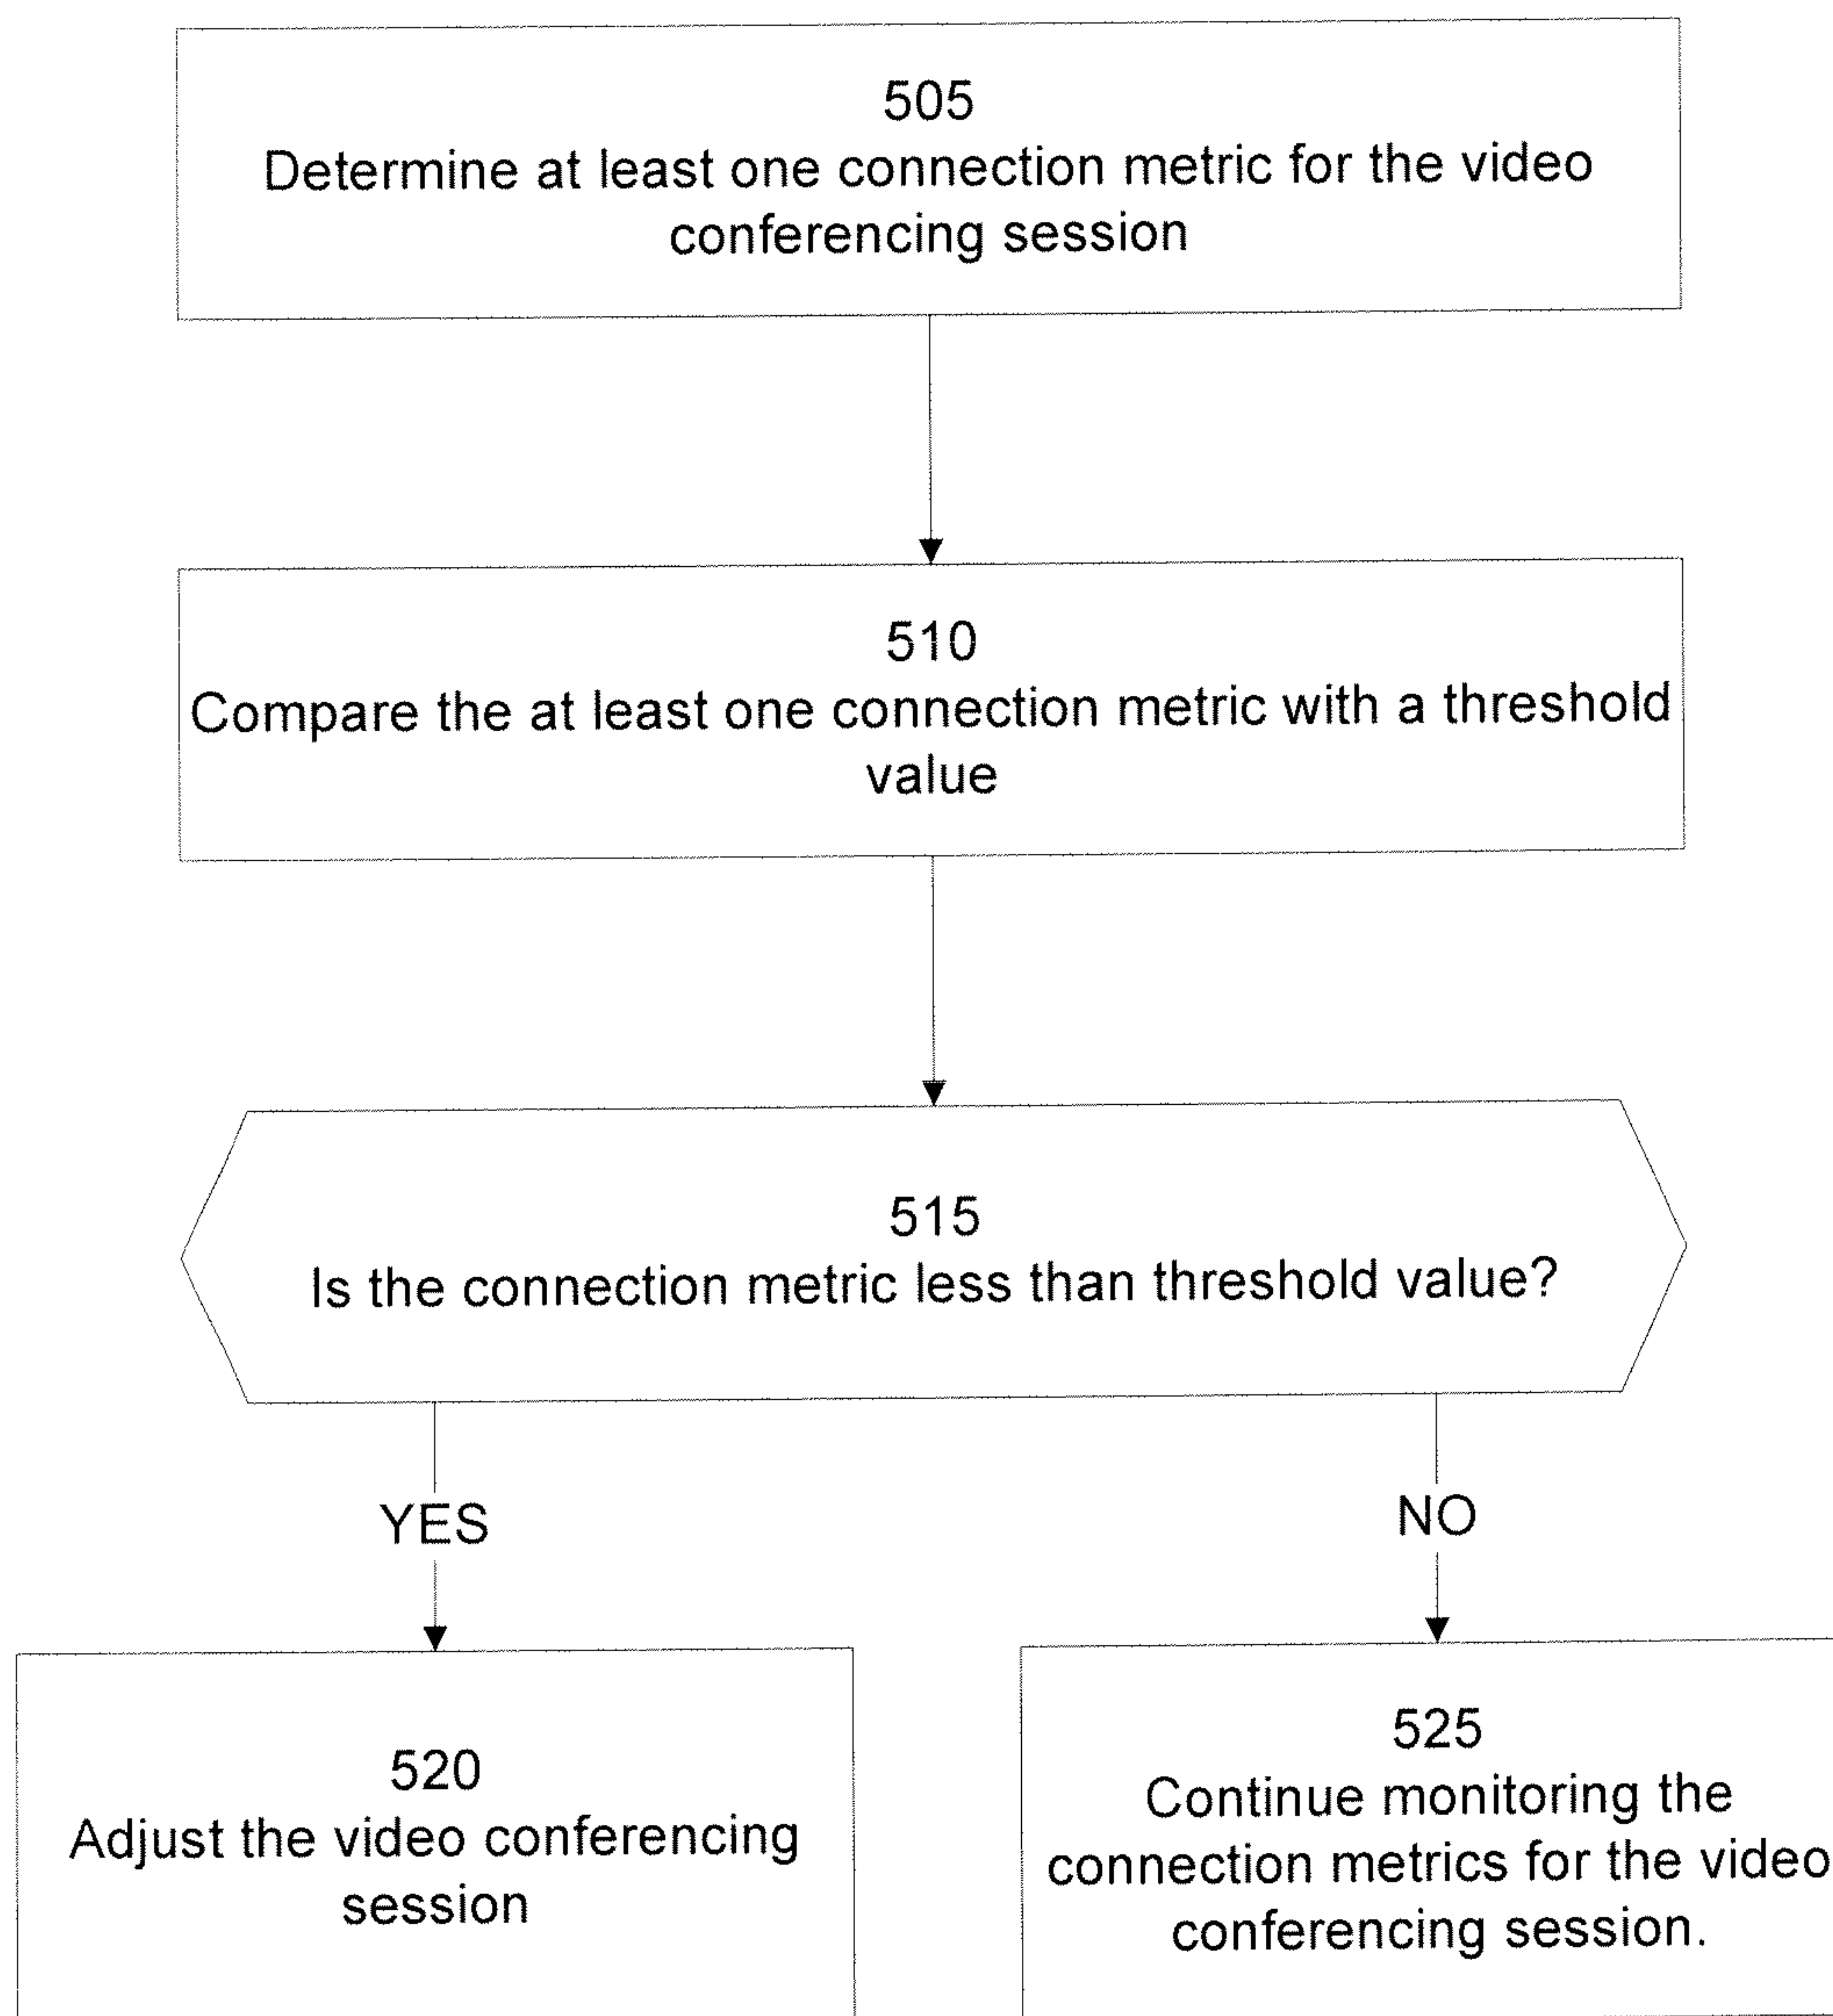 505
Determine at least one connection metric for the video
conferencing session
510
Compare the at least one connection metric with a threshold
value
515
Is the connection metric less than threshold value?
YES
NO
520
Adjust the video conferencing
session
525
Continue monitoring the
connection metrics for the video
conferencing session.